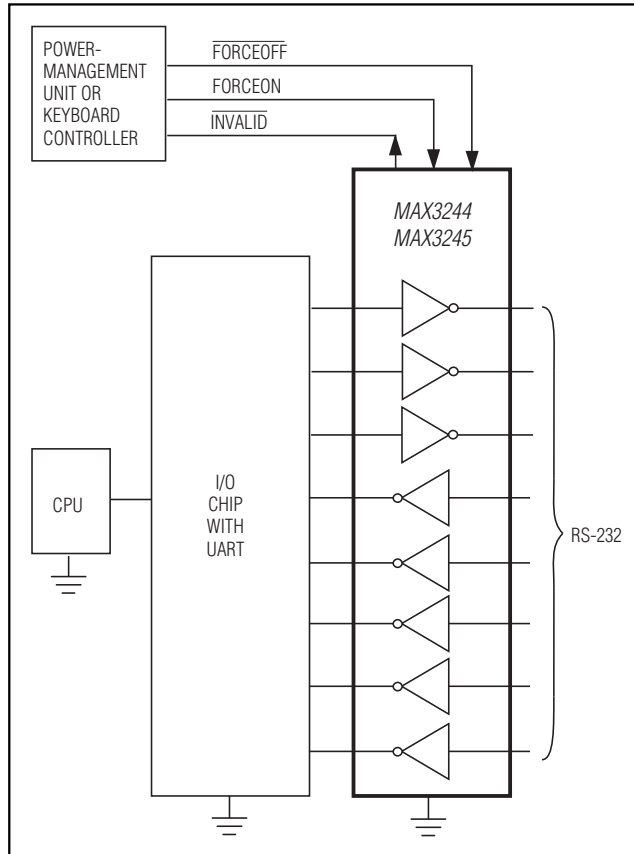 POWER-
MANAGEMENT
UNIT OR
KEYBOARD
CONTROLLER
FORCEOFF
FORCEON
INVALID
MAX3244
MAX3245
CPU
I/O
CHIP
WITH
UART
RS-232